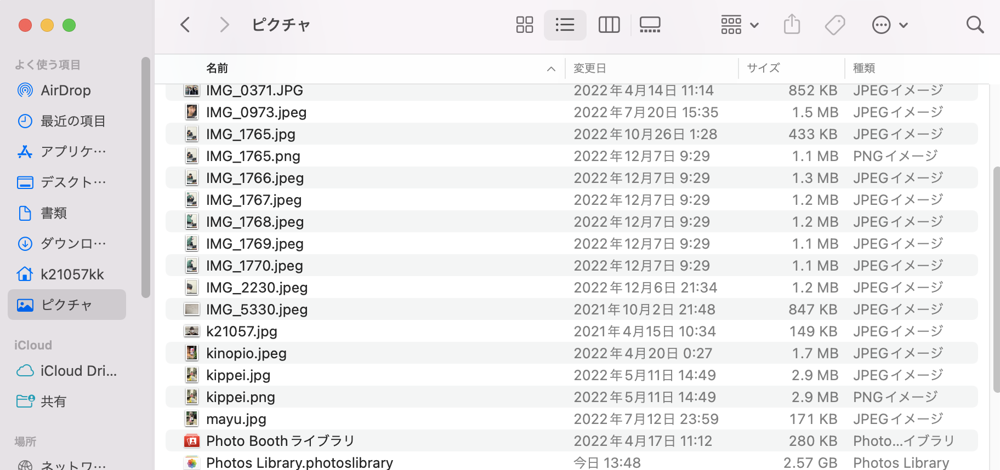 ピクチャ
よく使う項目
AirDrop
最近の項目
アプリケ…
デスクト…
書類
ダウンロ…
k21057kk
ピクチャ
iCloud
iCloud Dri...
共有
場所
ネットワ…
名前 変更日 サイズ 種類
IMG_0371.JPG 2022年4月14日 11:14 852 KB JPEGイメージ
IMG_0973.jpeg 2022年7月20日 15:35 1.5 MB JPEGイメージ
IMG_1765.jpg 2022年10月26日 1:28 433 KB JPEGイメージ
IMG_1765.png 2022年12月7日 9:29 1.1 MB PNGイメージ
IMG_1766.jpeg 2022年12月7日 9:29 1.3 MB JPEGイメージ
IMG_1767.jpeg 2022年12月7日 9:29 1.2 MB JPEGイメージ
IMG_1768.jpeg 2022年12月7日 9:29 1.2 MB JPEGイメージ
IMG_1769.jpeg 2022年12月7日 9:29 1.1 MB JPEGイメージ
IMG_1770.jpeg 2022年12月7日 9:29 1.1 MB JPEGイメージ
IMG_2230.jpeg 2022年12月6日 21:34 1.2 MB JPEGイメージ
IMG_5330.jpeg 2021年10月2日 21:48 847 KB JPEGイメージ
k21057.jpg 2021年4月15日 10:34 149 KB JPEGイメージ
kinopio.jpeg 2022年4月20日 0:27 1.7 MB JPEGイメージ
kippei.jpg 2022年5月11日 14:49 2.9 MB JPEGイメージ
kippei.png 2022年5月11日 14:49 2.9 MB PNGイメージ
mayu.jpg 2022年7月12日 23:59 171 KB JPEGイメージ
Photo Boothライブラリ 2022年4月17日 11:12 280 KB Photo...イブラリ
Photos Library.photoslibrary 今日 13:48 2.57 GB Photos Library